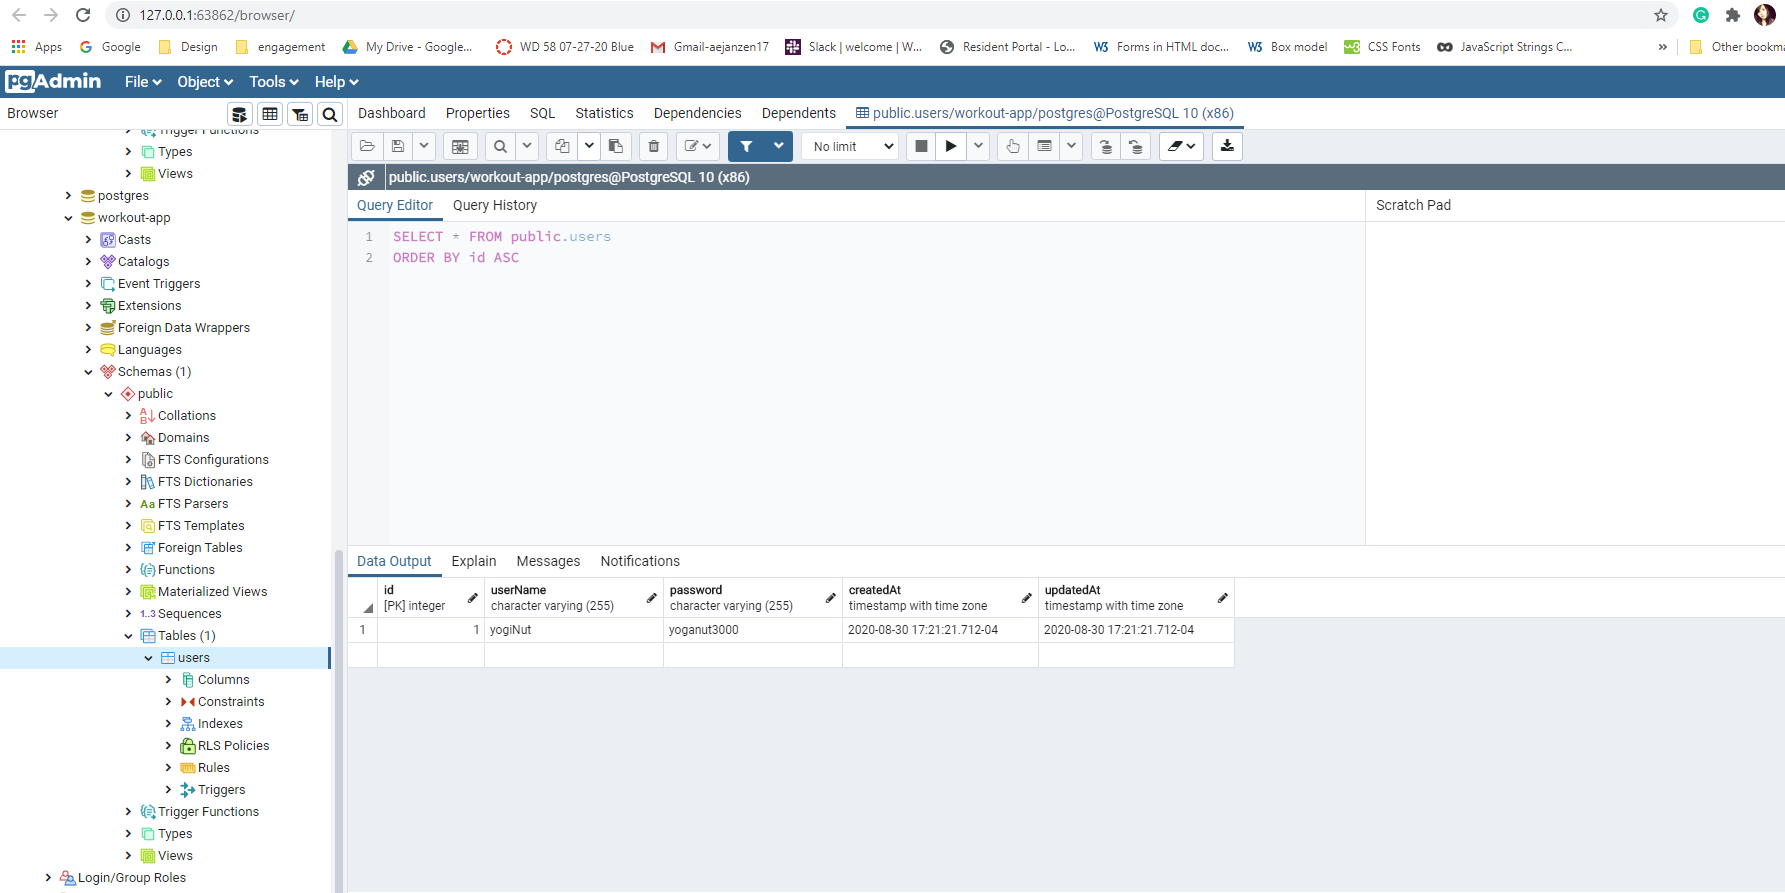 127.0.0.1:63862/browser/
Apps Google Design engagement My Drive - Google... WD 58 07-27-20 Blue Gmail-aejanzen17 Slack | welcome | W... Resident Portal - Lo... Forms in HTML doc... Box model CSS Fonts JavaScript Strings C... » Other bookma
pgAdmin File Object Tools Help
Browser
Dashboard Properties SQL Statistics Dependencies Dependents public.users/workout-app/postgres@PostgreSQL 10 (x86)
No limit
public.users/workout-app/postgres@PostgreSQL 10 (x86)
Query Editor Query History
Scratch Pad
1 SELECT * FROM public.users
2 ORDER BY id ASC
Trigger Functions
Types
Views
postgres
workout-app
Casts
Catalogs
Event Triggers
Extensions
Foreign Data Wrappers
Languages
Schemas (1)
public
Collations
Domains
FTS Configurations
FTS Dictionaries
Aa FTS Parsers
FTS Templates
Foreign Tables
Functions
Materialized Views
1..3 Sequences
Tables (1)
users
Columns
Constraints
Indexes
RLS Policies
Rules
Triggers
Trigger Functions
Types
Views
Login/Group Roles
Data Output Explain Messages Notifications
id userName password createdAt updatedAt
[PK] integer character varying (255) character varying (255) timestamp with time zone timestamp with time zone
1 1 yogiNut yoganut3000 2020-08-30 17:21:21.712-04 2020-08-30 17:21:21.712-04